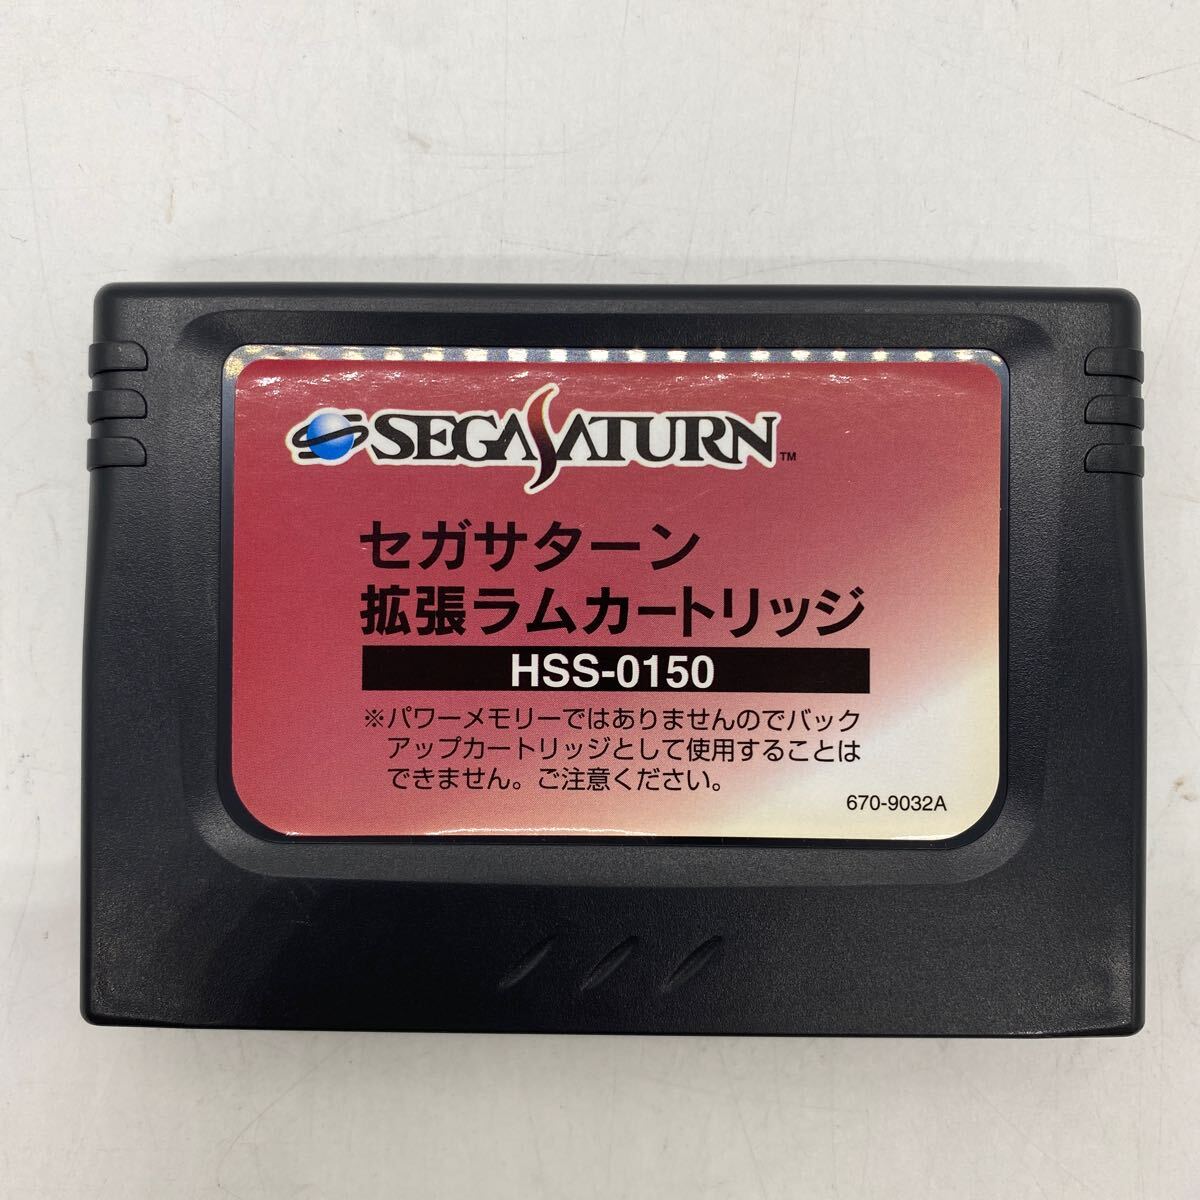 SEGA SATURN™
セガサターン
拡張ラムカートリッジ
HSS-0150
※パワーメモリーではありませんのでバック
アップカートリッジとして使用することは
できません。ご注意ください。
670-9032A